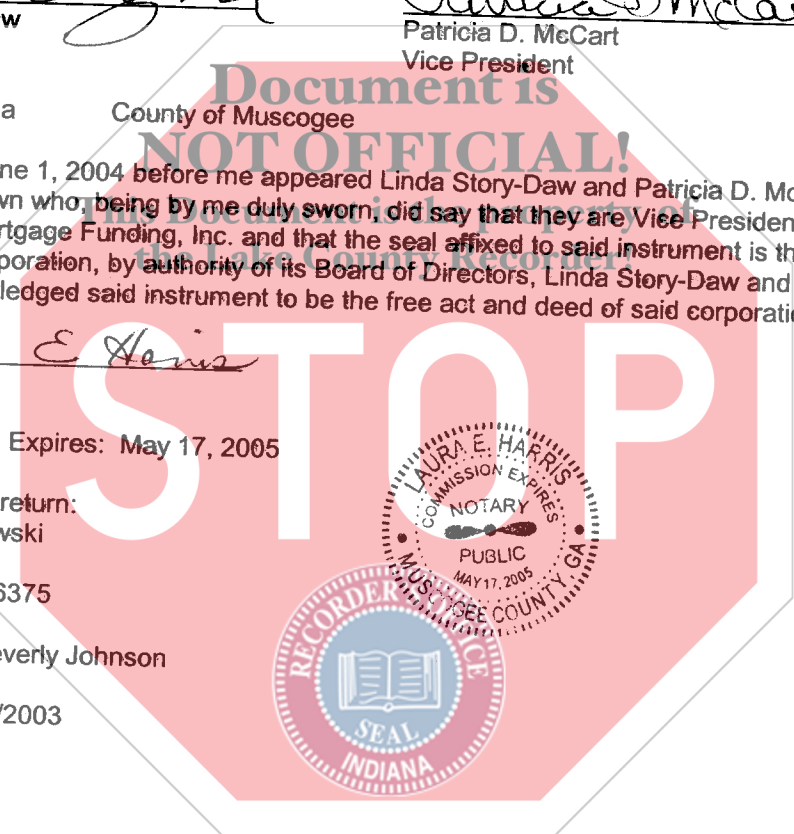 w
Patricia D. McCart
Vice President
Document is
a County of Muscogee
NOT OFFICIAL!
ne 1, 2004 before me appeared Linda Story-Daw and Patricia D. Mc
wn who, being by me duly sworn, did say that they are Vice President
This Document is the property of
rtgage Funding, Inc. and that the seal affixed to said instrument is th
the Lake County Recorder!
poration, by authority of its Board of Directors, Linda Story-Daw and
ledged said instrument to be the free act and deed of said corporati
E Harris
STOP
Expires: May 17, 2005
LAURA E. HARRIS
COMMISSION EXPIRES
NOTARY
PUBLIC
MAY 17, 2005
MUSCOGEE COUNTY, GA
return:
wski
6375
everly Johnson
/2003
RECORDER'S OFFICE
SEAL
INDIANA